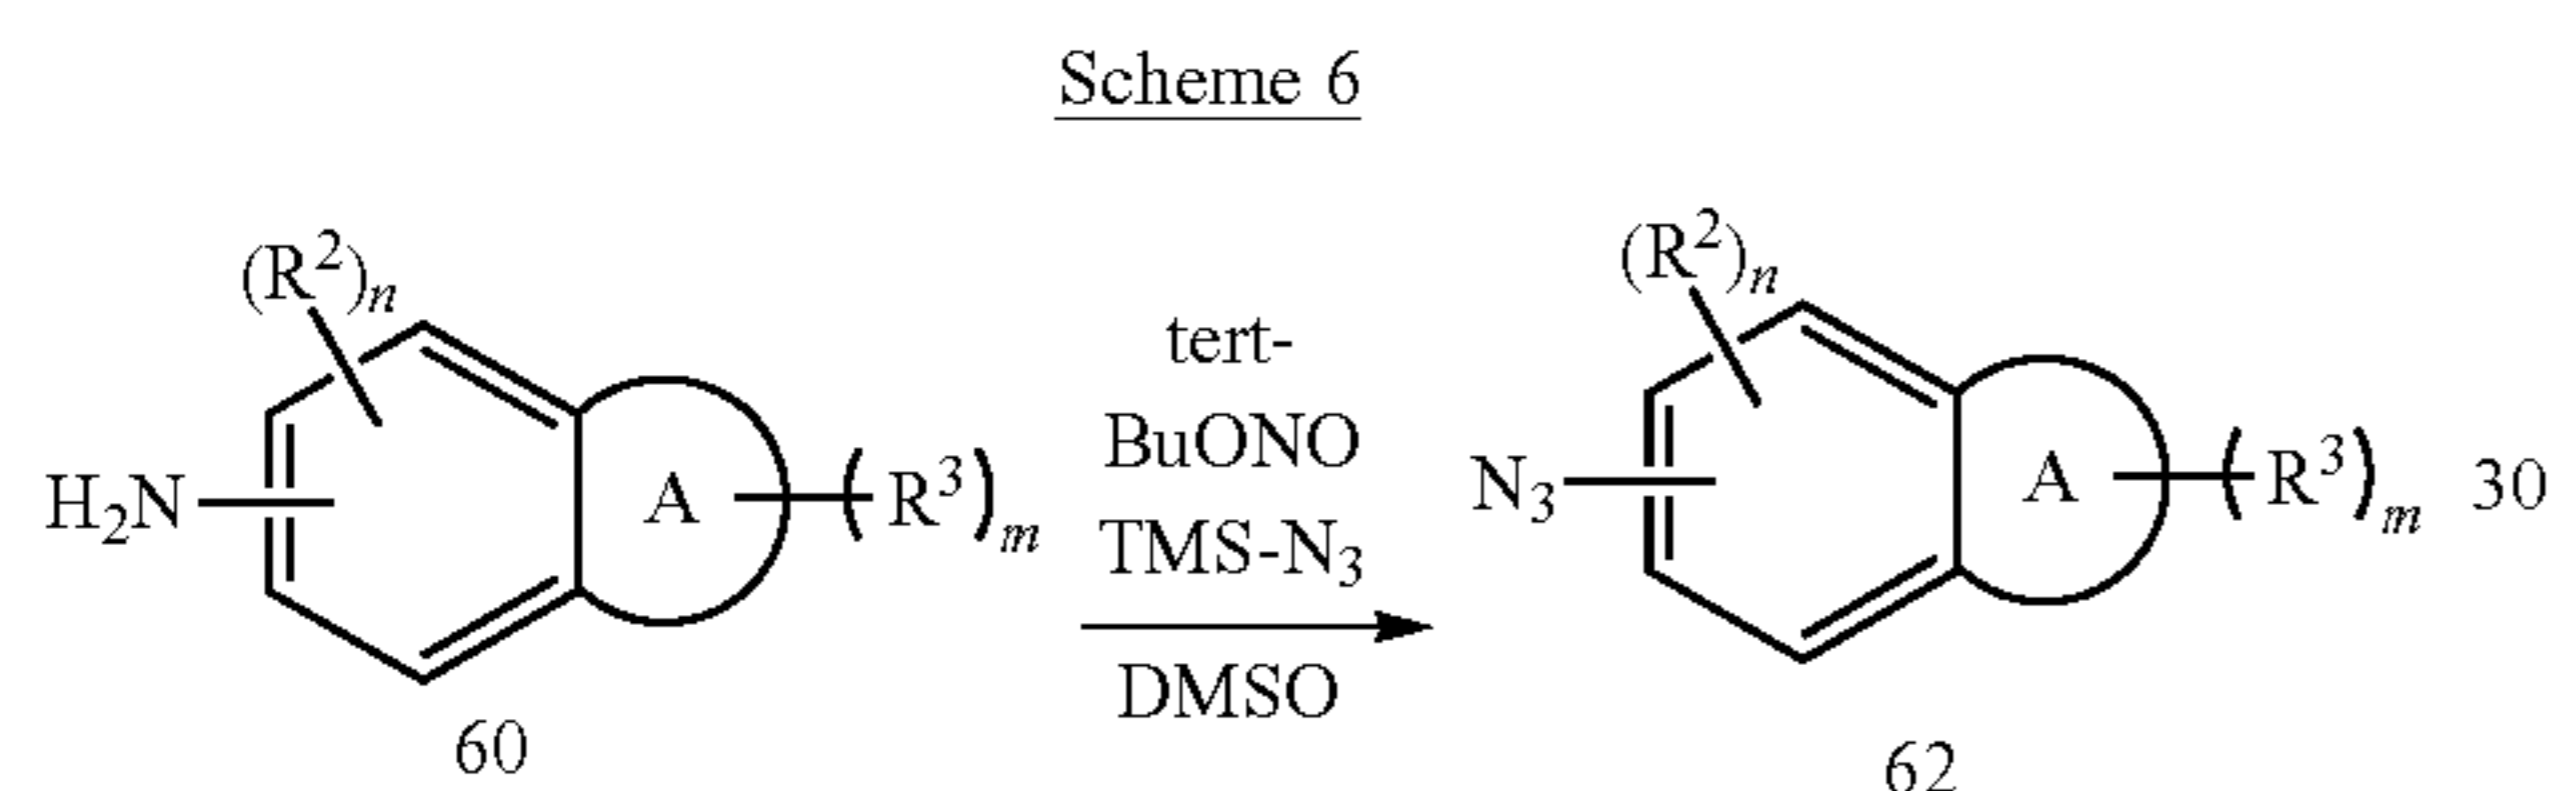 Scheme 6
(R²)ₙ
H₂N
A
(R³)ₘ
60
tert-
BuONO
TMS-N₃
DMSO
(R²)ₙ
N₃
A
(R³)ₘ
30
62